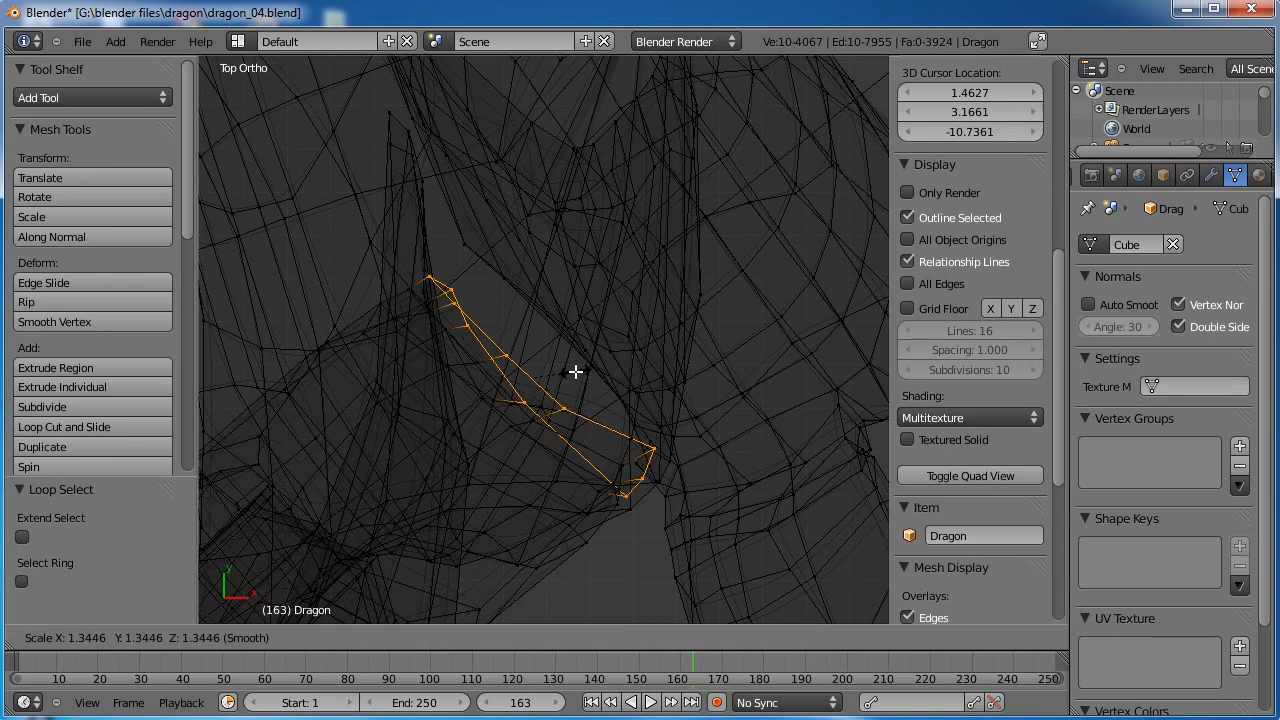 Blender* [G:\blender files\dragon\dragon_04.blend]
File Add Render Help Default Scene Blender Render Ve:10-4067 | Ed:10-7955 | Fa:0-3924 | Dragon
Tool Shelf
Add Tool
Mesh Tools
Transform:
Translate
Rotate
Scale
Along Normal
Deform:
Edge Slide
Rip
Smooth Vertex
Add:
Extrude Region
Extrude Individual
Subdivide
Loop Cut and Slide
Duplicate
Spin
Loop Select
Extend Select
Select Ring
Top Ortho
y
x
(163) Dragon
Scale X: 1.3446 Y: 1.3446 Z: 1.3446 (Smooth)
3D Cursor Location:
1.4627
3.1661
-10.7361
Display
Only Render
Outline Selected
All Object Origins
Relationship Lines
All Edges
Grid Floor X Y Z
Lines: 16
Spacing: 1.000
Subdivisions: 10
Shading:
Multitexture
Textured Solid
Toggle Quad View
Item
Dragon
Mesh Display
Overlays:
Edges
View Search All Scene
Scene
RenderLayers
World
Drag Cub
Cube
Normals
Auto Smoot Vertex Nor
Angle: 30 Double Side
Settings
Texture M
Vertex Groups
Shape Keys
UV Texture
Vertex Colors
10 20 30 40 50 60 70 80 90 100 110 120 130 140 150 160 170 180 190 200 210 220 230 240 250
View Frame Playback Start: 1 End: 250 163 No Sync